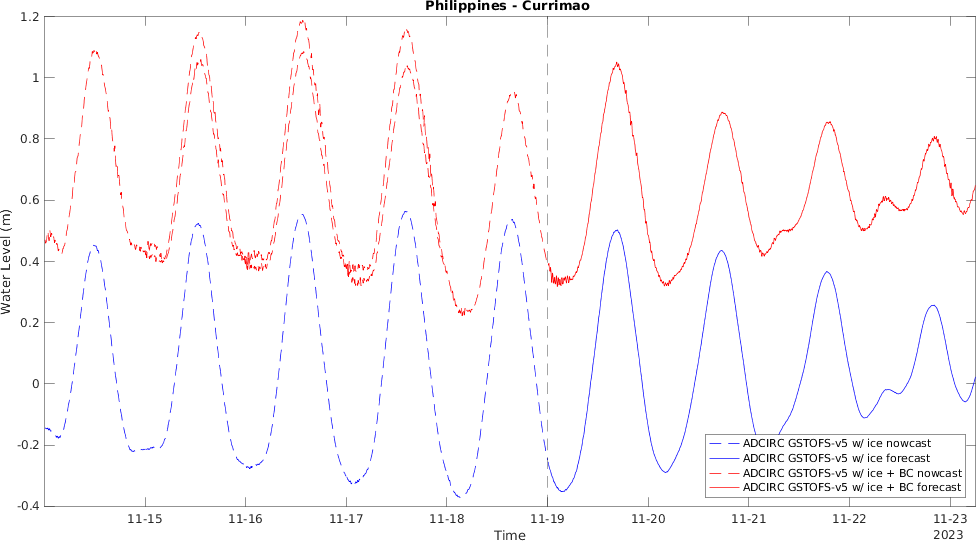 Philippines - Currimao
1.2
1
0.8
0.6
0.4
0.2
0
-0.2
-0.4
Water Level (m)
11-15
11-16
11-17
11-18
11-19
11-20
11-21
11-22
11-23
2023
Time
ADCIRC GSTOFS-v5 w/ ice nowcast
ADCIRC GSTOFS-v5 w/ ice forecast
ADCIRC GSTOFS-v5 w/ ice + BC nowcast
ADCIRC GSTOFS-v5 w/ ice + BC forecast